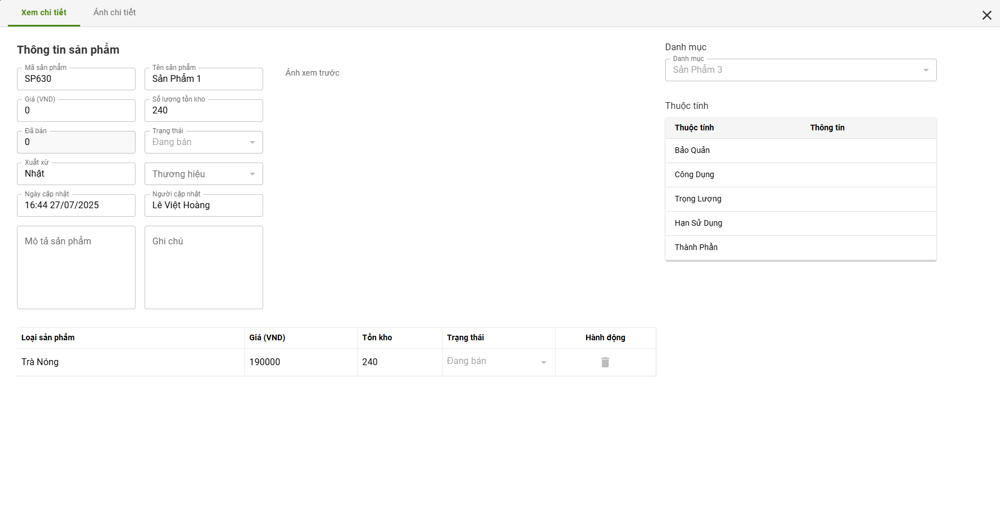 Xem chi tiết
Ảnh chi tiết
Thông tin sản phẩm
Mã sản phẩm
SP630
Tên sản phẩm
Sản Phẩm 1
Giá (VND)
0
Số lượng tồn kho
240
Đã bán
0
Trạng thái
Đang bán
Xuất xứ
Nhật
Thương hiệu
Ngày cập nhật
16:44 27/07/2025
Người cập nhật
Lê Việt Hoàng
Mô tả sản phẩm
Ghi chú
Ảnh xem trước
Danh mục
Danh mục
Sản Phẩm 3
Thuộc tính
Thuộc tính Thông tin
Bảo Quản
Công Dụng
Trọng Lượng
Hạn Sử Dụng
Thành Phần
Loại sản phẩm Giá (VND) Tồn kho Trạng thái Hành động
Trà Nóng 190000 240 Đang bán